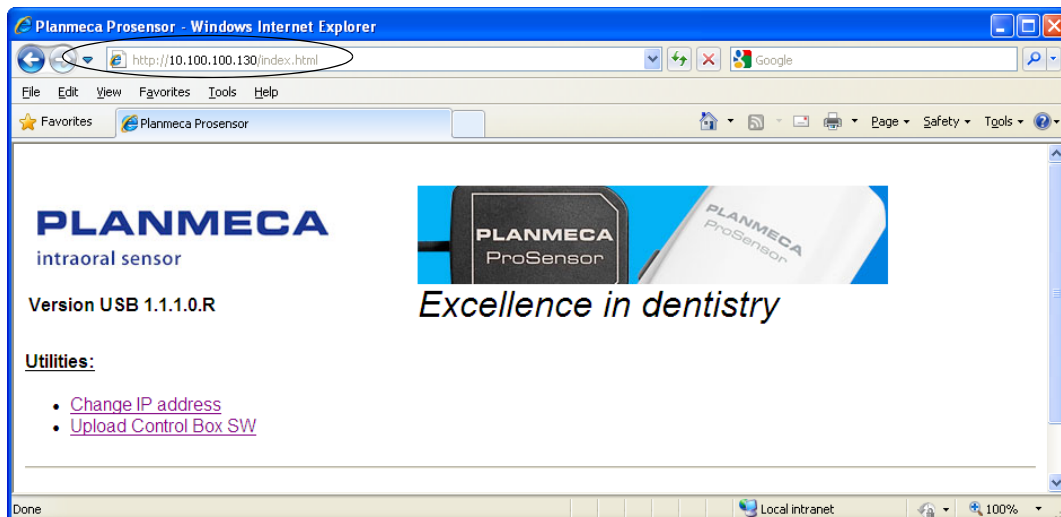 Planmeca Prosensor - Windows Internet Explorer
http://10.100.100.130/index.html
Google
File Edit View Favorites Tools Help
Favorites
Planmeca Prosensor
Page Safety Tools
PLANMECA
intraoral sensor
PLANMECA
ProSensor
PLANMECA
ProSensor
Version USB 1.1.1.0.R
Excellence in dentistry
Utilities:
Change IP address
Upload Control Box SW
Done
Local intranet
100%